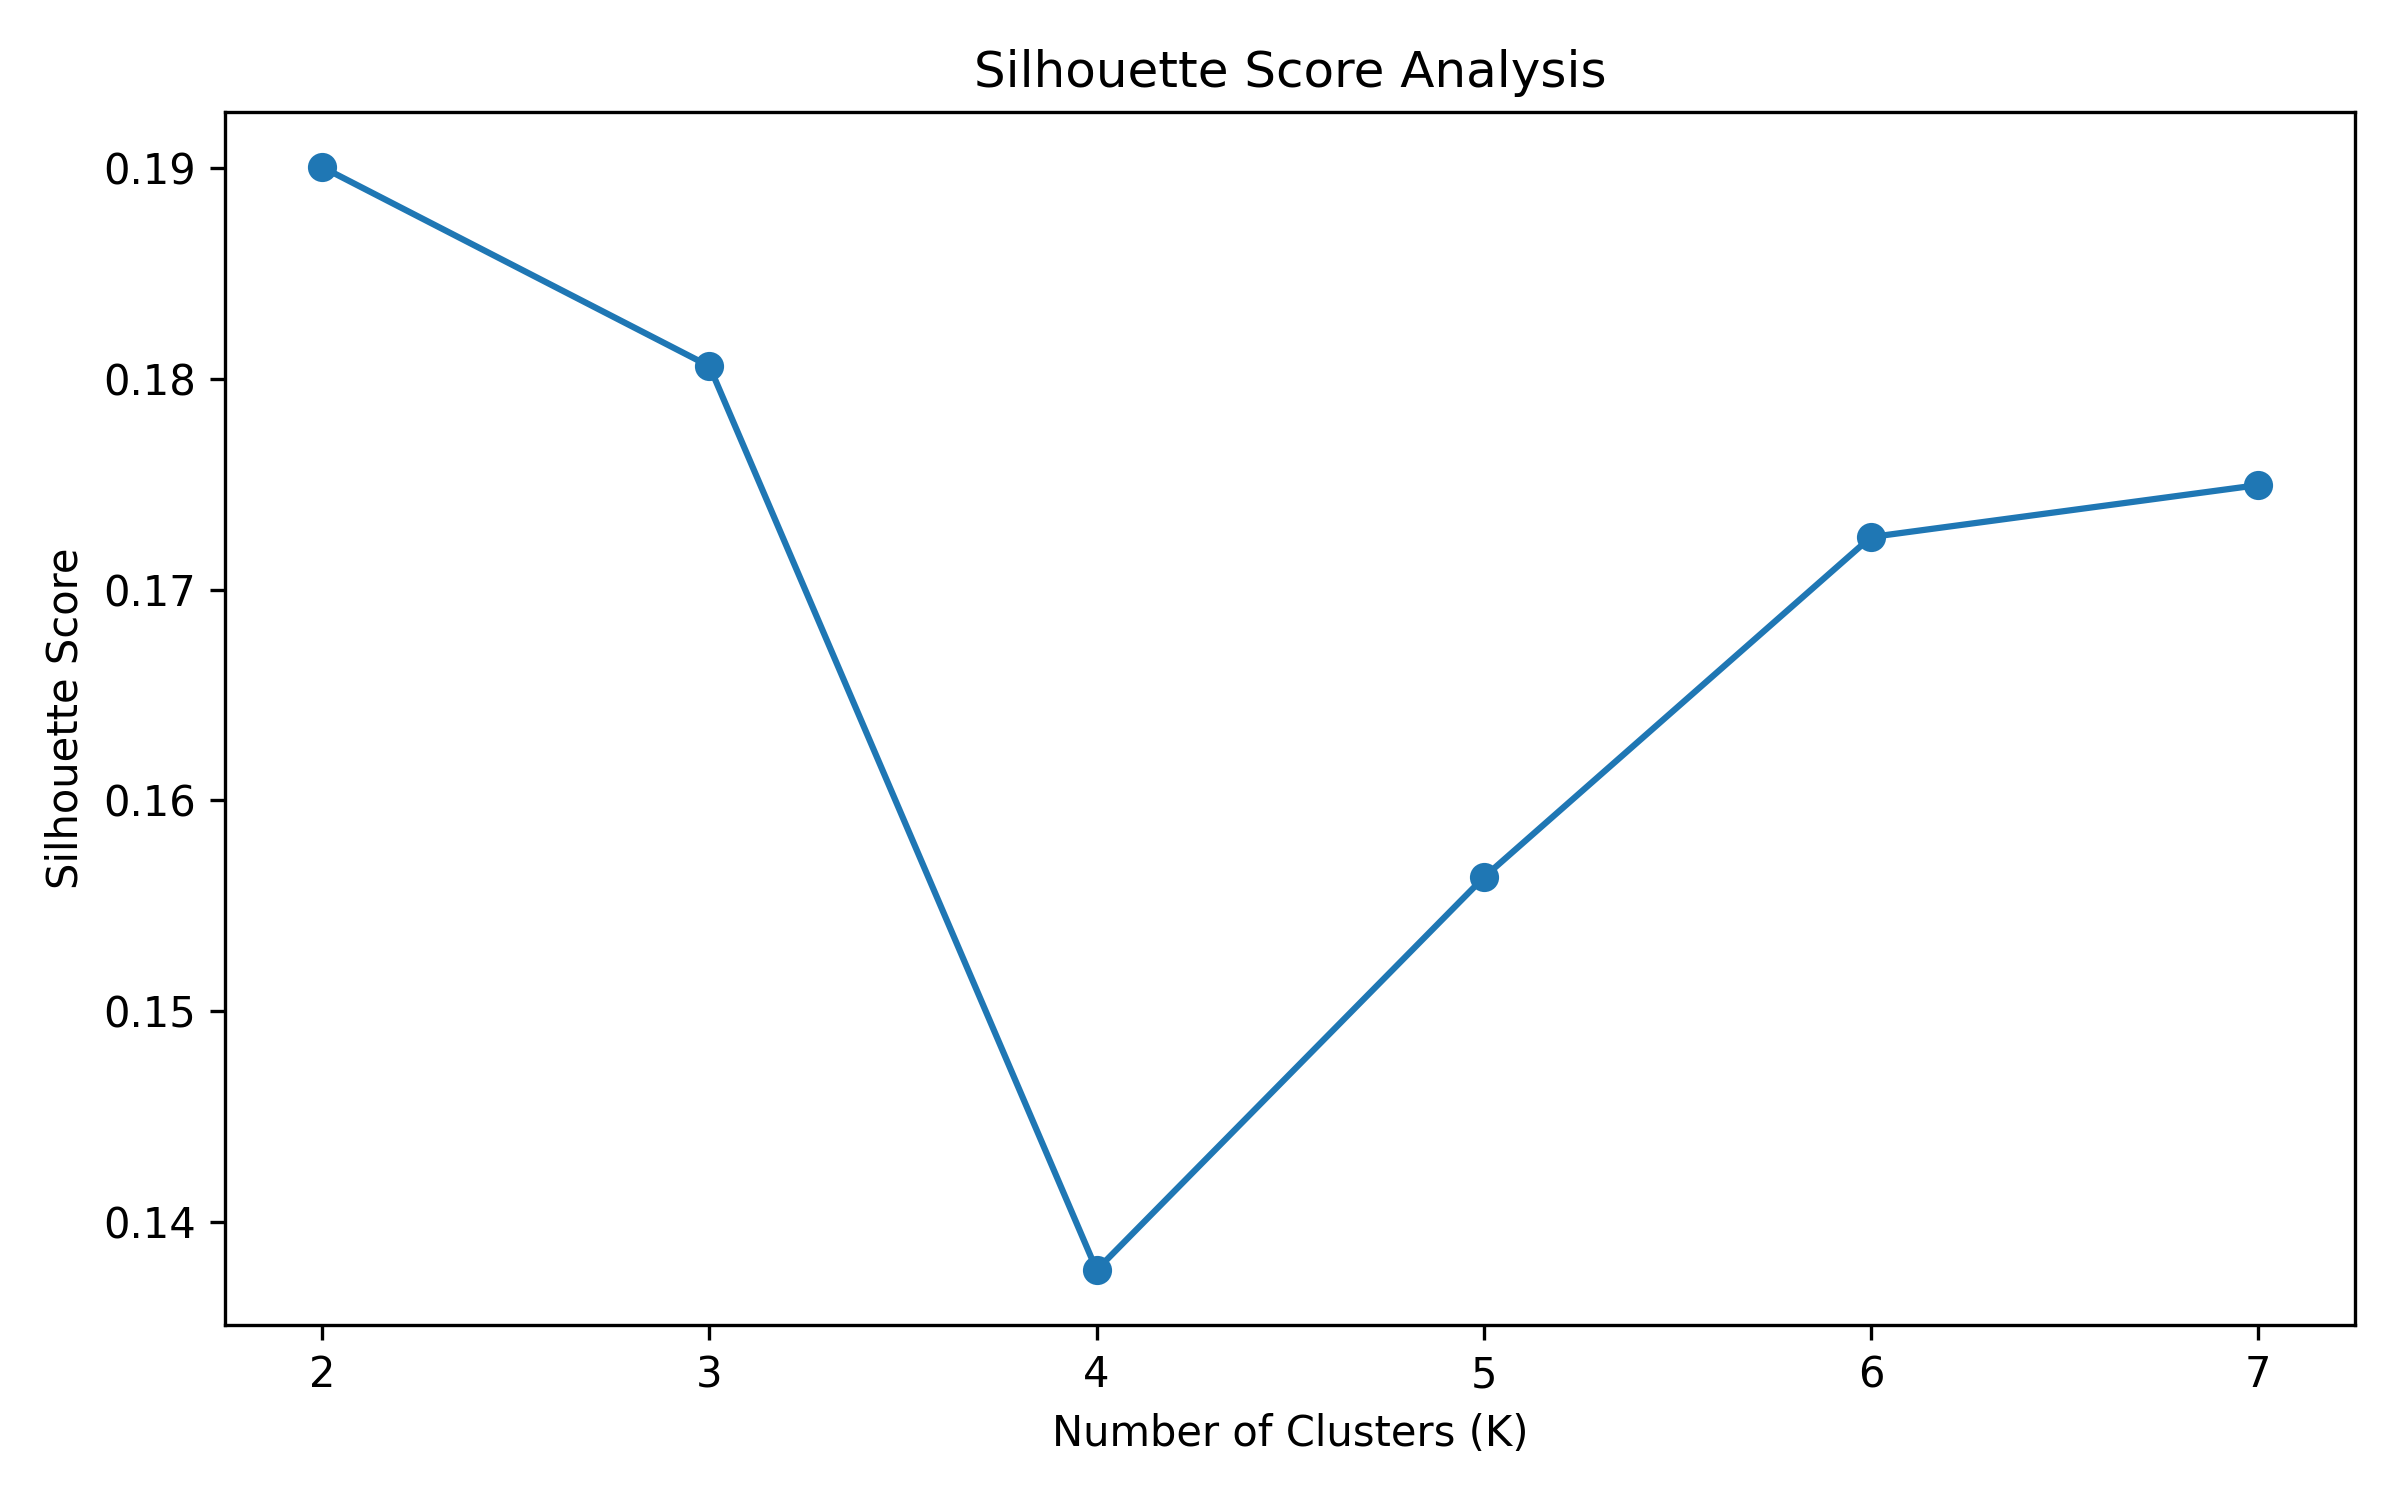 Silhouette Score Analysis
Silhouette Score
0.19
0.18
0.17
0.16
0.15
0.14
2 3 4 5 6 7
Number of Clusters (K)